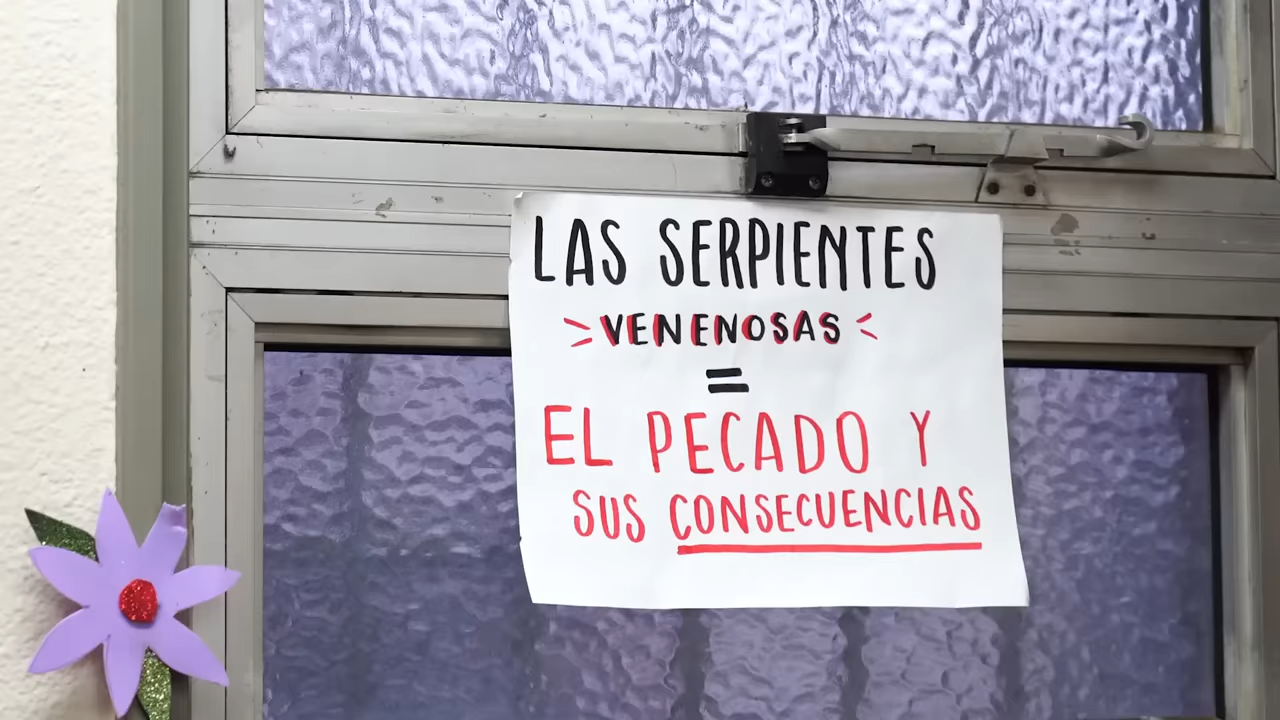 LAS SERPIENTES
VENENOSAS
=
EL PECADO Y
SUS CONSECUENCIAS